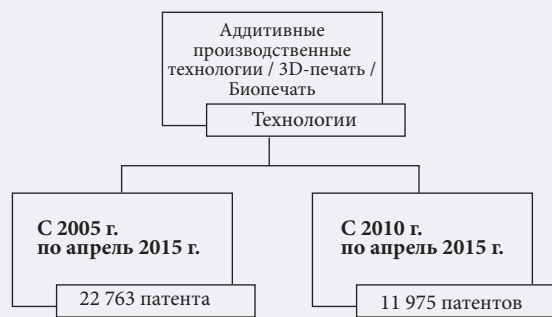 Аддитивные
производственные
технологии / 3D-печать /
Биопечать
Технологии
С 2005 г.
по апрель 2015 г.
22 763 патента
С 2010 г.
по апрель 2015 г.
11 975 патентов